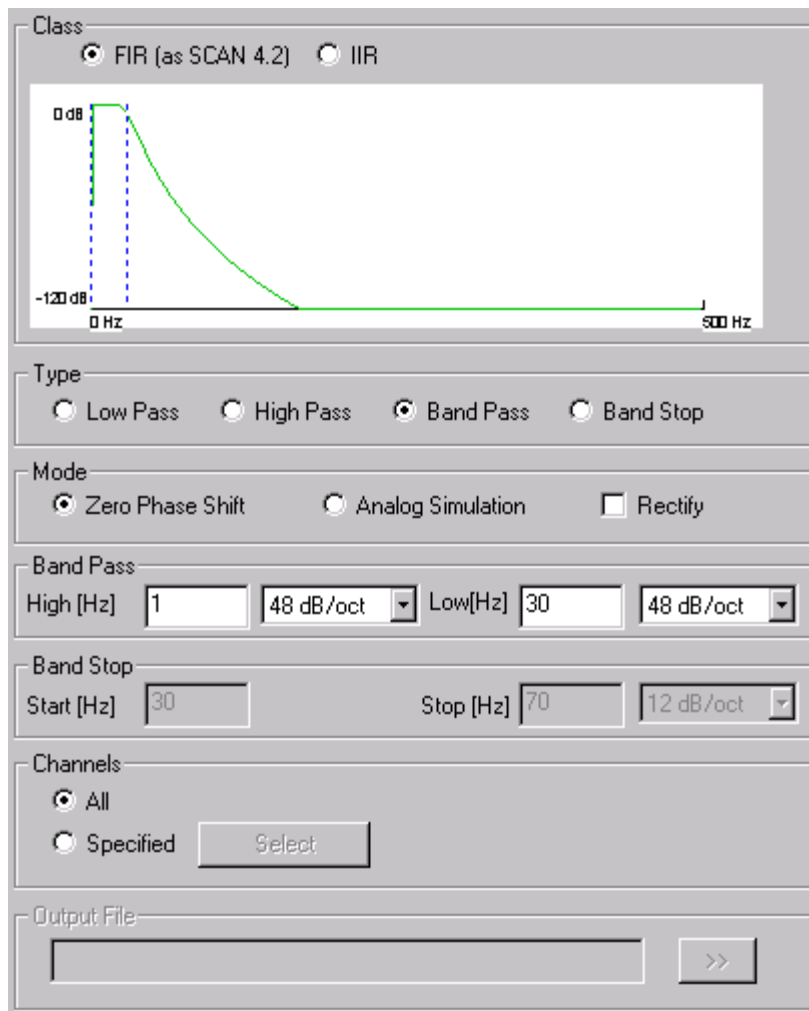 Class
FIR (as SCAN 4.2) IIR
0 dB
-120 dB
0 Hz 500 Hz
Type
Low Pass High Pass Band Pass Band Stop
Mode
Zero Phase Shift Analog Simulation Rectify
Band Pass
High [Hz] 1 48 dB/oct Low[Hz] 30 48 dB/oct
Band Stop
Start [Hz] 30 Stop [Hz] 70 12 dB/oct
Channels
All
Specified Select
Output File
>>